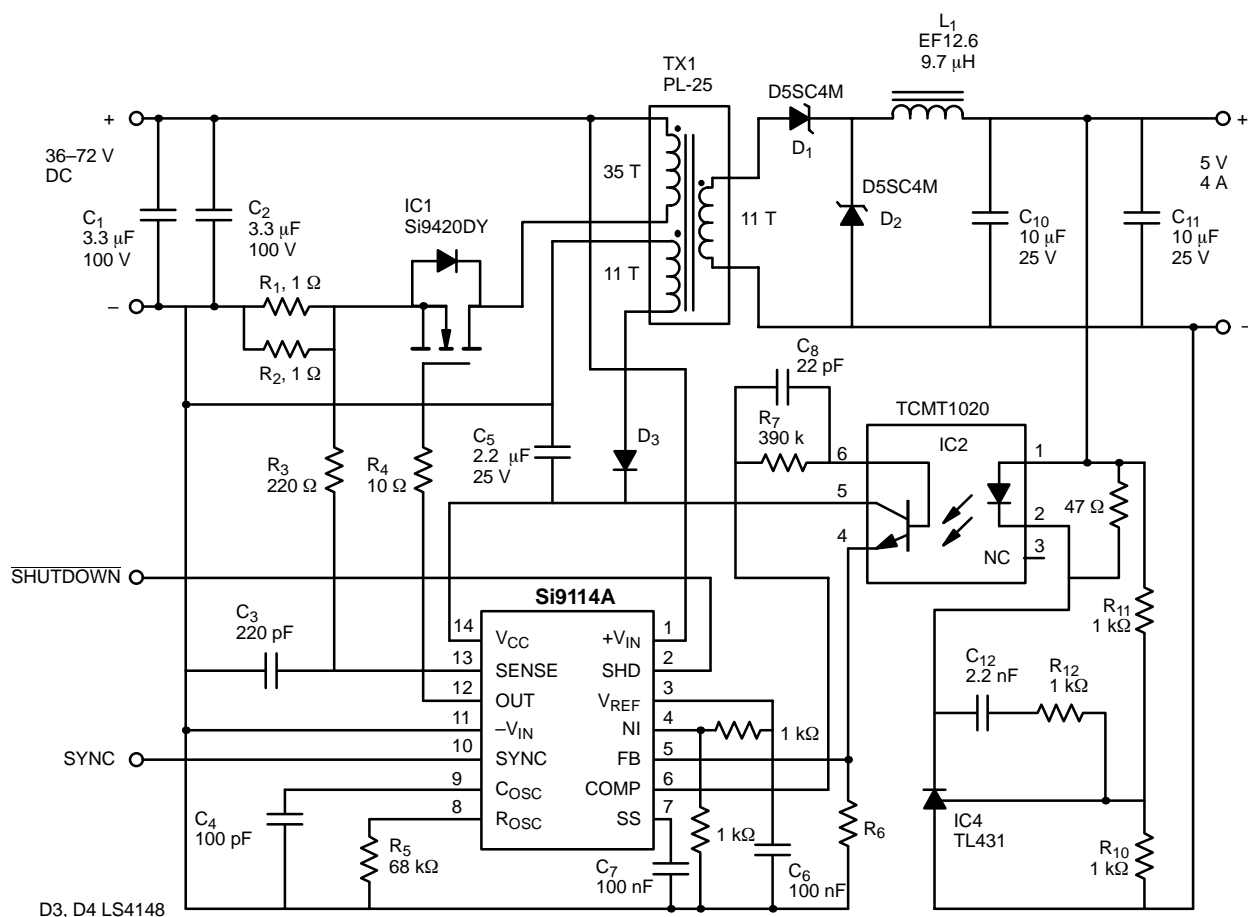 L1
EF12.6
9.7 μH
TX1
PL-25
D5SC4M
D1
+
36–72 V
DC
C1
3.3 μF
100 V
C2
3.3 μF
100 V
–
R1, 1 Ω
R2, 1 Ω
IC1
Si9420DY
35 T
11 T
11 T
D5SC4M
D2
C10
10 μF
25 V
C11
10 μF
25 V
+
5 V
4 A
–
C8
22 pF
R7
390 k
TCMT1020
IC2
6
5
4
1
2
3
NC
47 Ω
R3
220 Ω
R4
10 Ω
C5
2.2 μF
25 V
D3
SHUTDOWN
C3
220 pF
Si9114A
14 VCC
13 SENSE
12 OUT
11 –VIN
10 SYNC
9 COSC
8 ROSC
+VIN 1
SHD 2
VREF 3
NI 4
FB 5
COMP 6
SS 7
1 kΩ
1 kΩ
SYNC
C4
100 pF
R5
68 kΩ
C7
100 nF
C6
100 nF
R6
R11
1 kΩ
C12
2.2 nF
R12
1 kΩ
IC4
TL431
R10
1 kΩ
D3, D4 LS4148